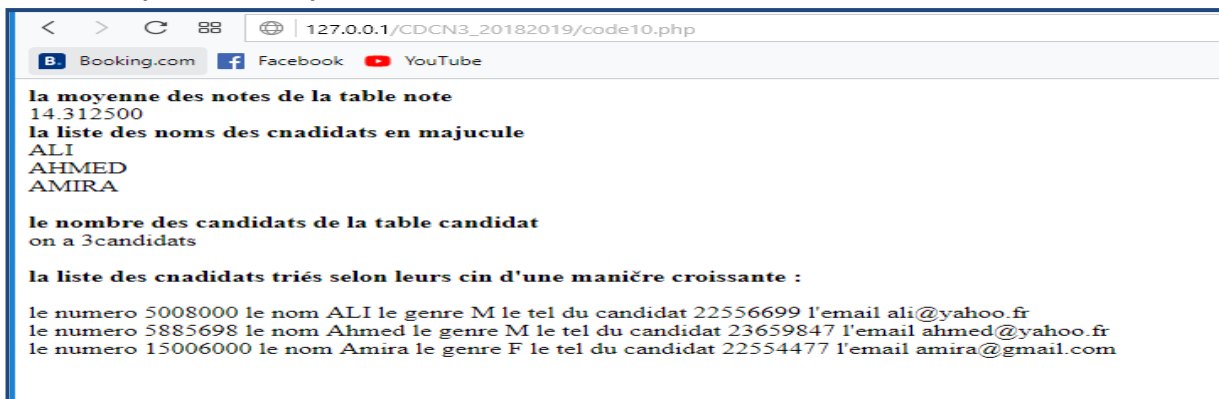 127.0.0.1/CDCN3_20182019/code10.php
B. Booking.com Facebook YouTube
la moyenne des notes de la table note
14.312500
la liste des noms des cnadidats en majucule
ALI
AHMED
AMIRA
le nombre des candidats de la table candidat
on a 3candidats
la liste des cnadidats triés selon leurs cin d'une maničre croissante :
le numero 5008000 le nom ALI le genre M le tel du candidat 22556699 l'email ali@yahoo.fr
le numero 5885698 le nom Ahmed le genre M le tel du candidat 23659847 l'email ahmed@yahoo.fr
le numero 15006000 le nom Amira le genre F le tel du candidat 22554477 l'email amira@gmail.com